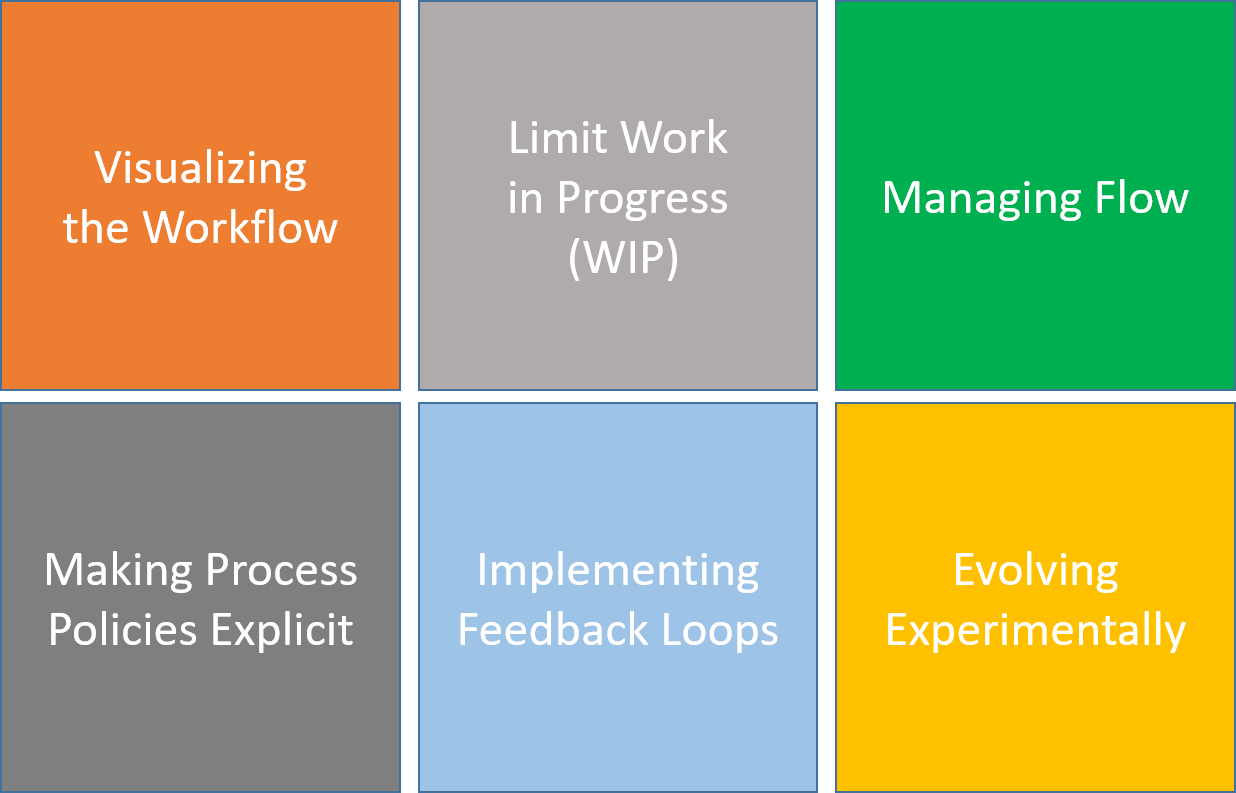 Visualizing
the Workflow
Limit Work
in Progress
(WIP)
Managing Flow
Making Process
Policies Explicit
Implementing
Feedback Loops
Evolving
Experimentally